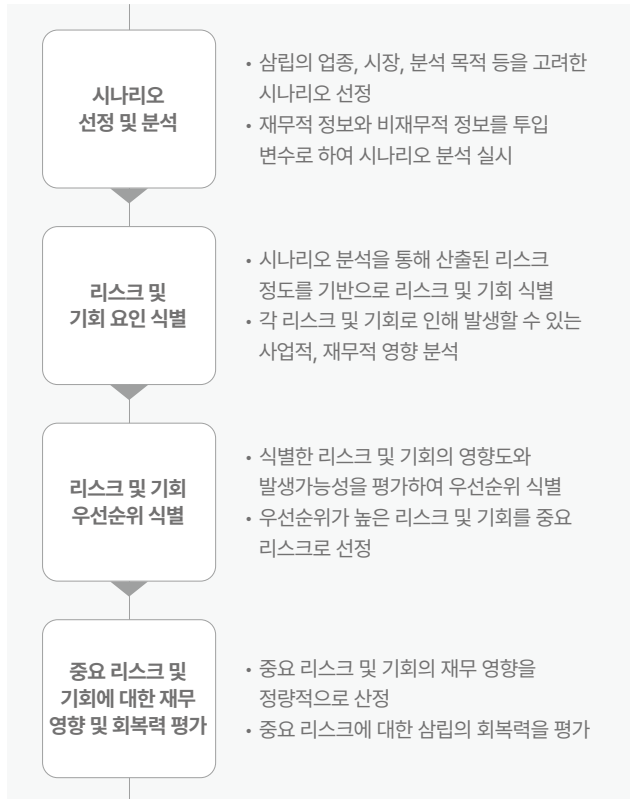 시나리오
선정 및 분석
• 삼립의 업종, 시장, 분석 목적 등을 고려한
시나리오 선정
• 재무적 정보와 비재무적 정보를 투입
변수로 하여 시나리오 분석 실시
리스크 및
기회 요인 식별
• 시나리오 분석을 통해 산출된 리스크
정도를 기반으로 리스크 및 기회 식별
• 각 리스크 및 기회로 인해 발생할 수 있는
사업적, 재무적 영향 분석
리스크 및 기회
우선순위 식별
• 식별한 리스크 및 기회의 영향도와
발생가능성을 평가하여 우선순위 식별
• 우선순위가 높은 리스크 및 기회를 중요
리스크로 선정
중요 리스크 및
기회에 대한 재무
영향 및 회복력 평가
• 중요 리스크 및 기회의 재무 영향을
정량적으로 산정
• 중요 리스크에 대한 삼립의 회복력을 평가